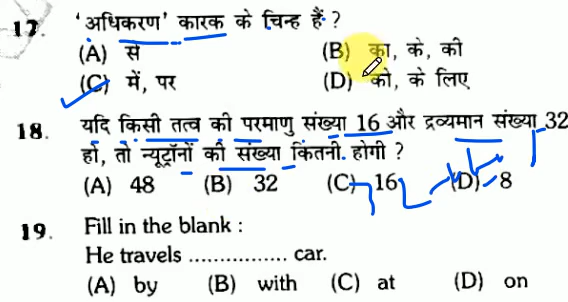 17. 'अधिकरण' कारक के चिन्ह हैं ?
(A) से (B) का, के, की
(C) में, पर (D) को, के लिए
18. यदि किसी तत्व की परमाणु संख्या 16 और द्रव्यमान संख्या 32
हो, तो न्यूट्रॉनों की संख्या कितनी होगी ?
(A) 48 (B) 32 (C) 16 (D) 8
19. Fill in the blank :
He travels ................ car.
(A) by (B) with (C) at (D) on